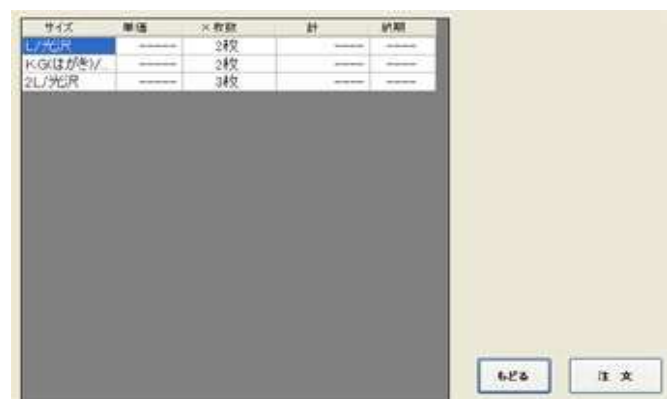 サイズ 単価 ×枚数 計 納期
L/光沢 ----- 2枚 ---- ----
KG(はがき)/... ----- 2枚 ---- ----
2L/光沢 ----- 3枚 ---- ----
もどる 注 文